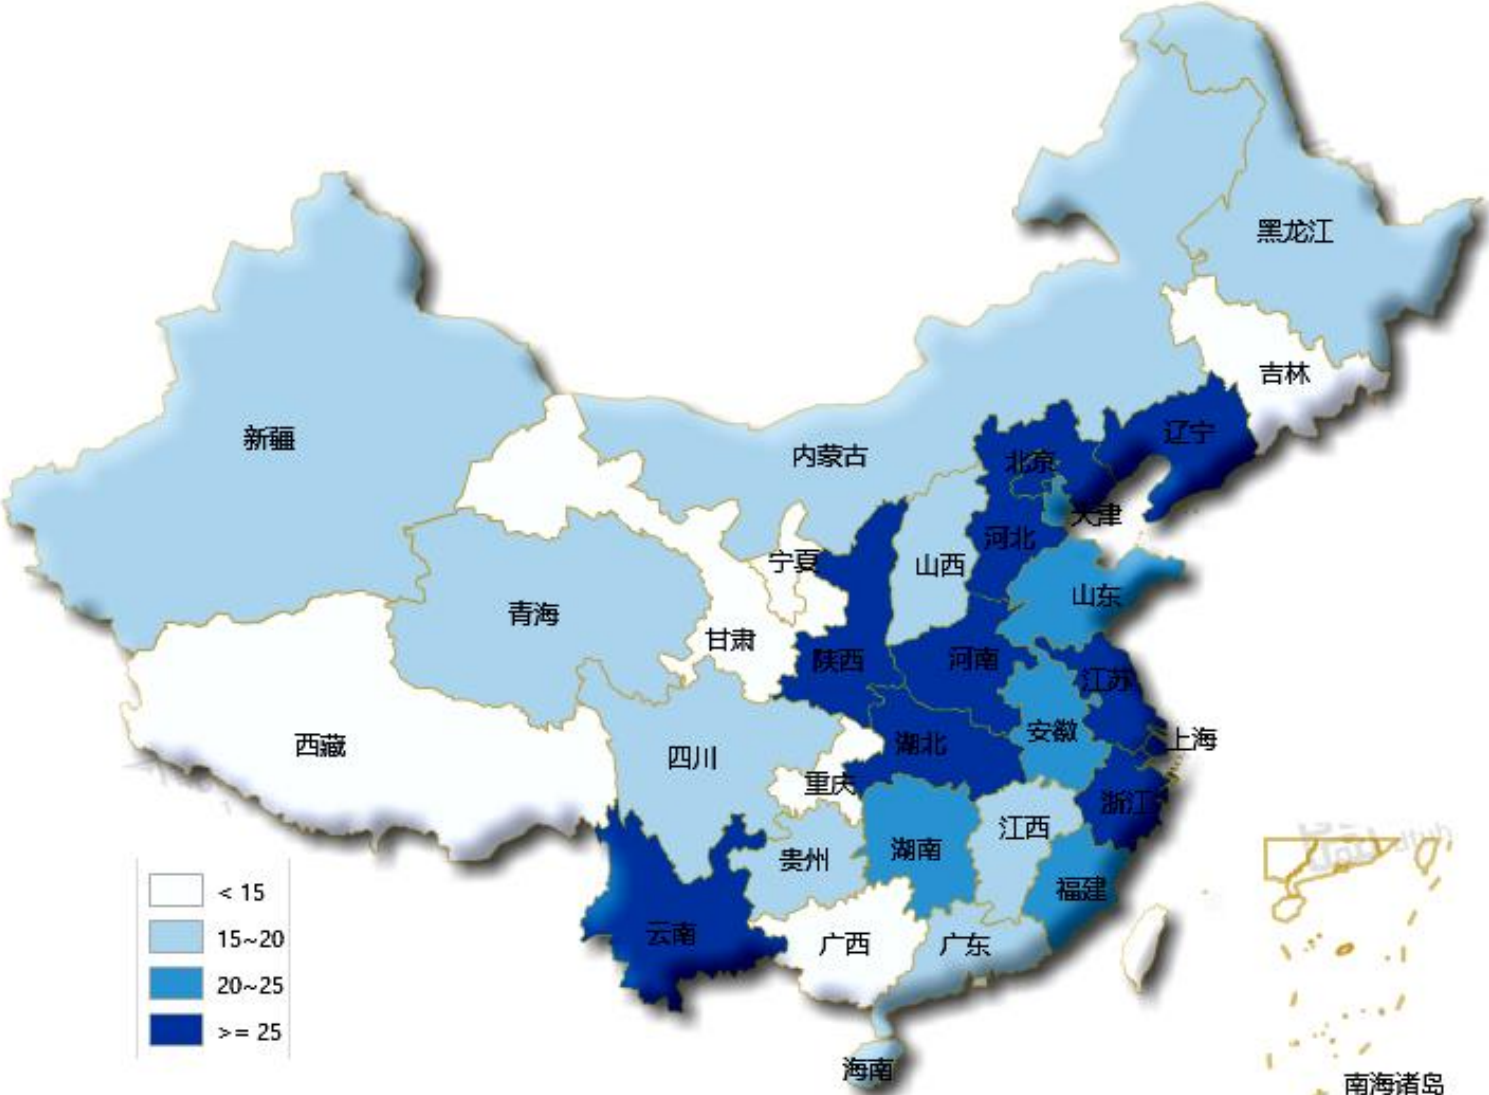 黑龙江
吉林
辽宁
新疆
内蒙古
北京
天津
河北
宁夏
山西
山东
青海
甘肃
陕西
河南
江苏
西藏
四川
湖北
安徽
上海
重庆
浙江
江西
湖南
贵州
福建
云南
广西
广东
海南
< 15
15~20
20~25
>= 25
南海诸岛